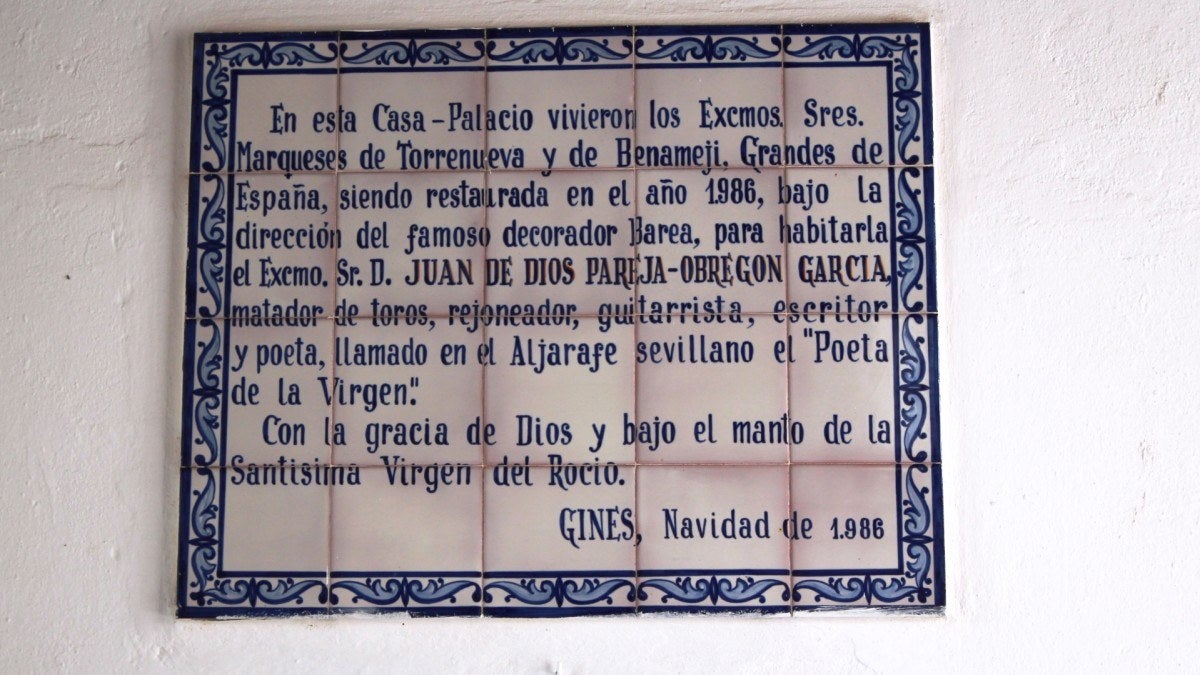 En esta Casa-Palacio vivieron los Excmos. Sres.
Marqueses de Torrenueva y de Benameji, Grandes de
España, siendo restaurada en el año 1.986, bajo la
dirección del famoso decorador Barea, para habitarla
el Excmo. Sr. D. JUAN DE DIOS PAREJA-OBREGON GARCIA,
matador de toros, rejoneador, guitarrista, escritor
y poeta, llamado en el Aljarafe sevillano el "Poeta
de la Virgen".
Con la gracia de Dios y bajo el manto de la
Santisima Virgen del Rocio.
GINES, Navidad de 1.986